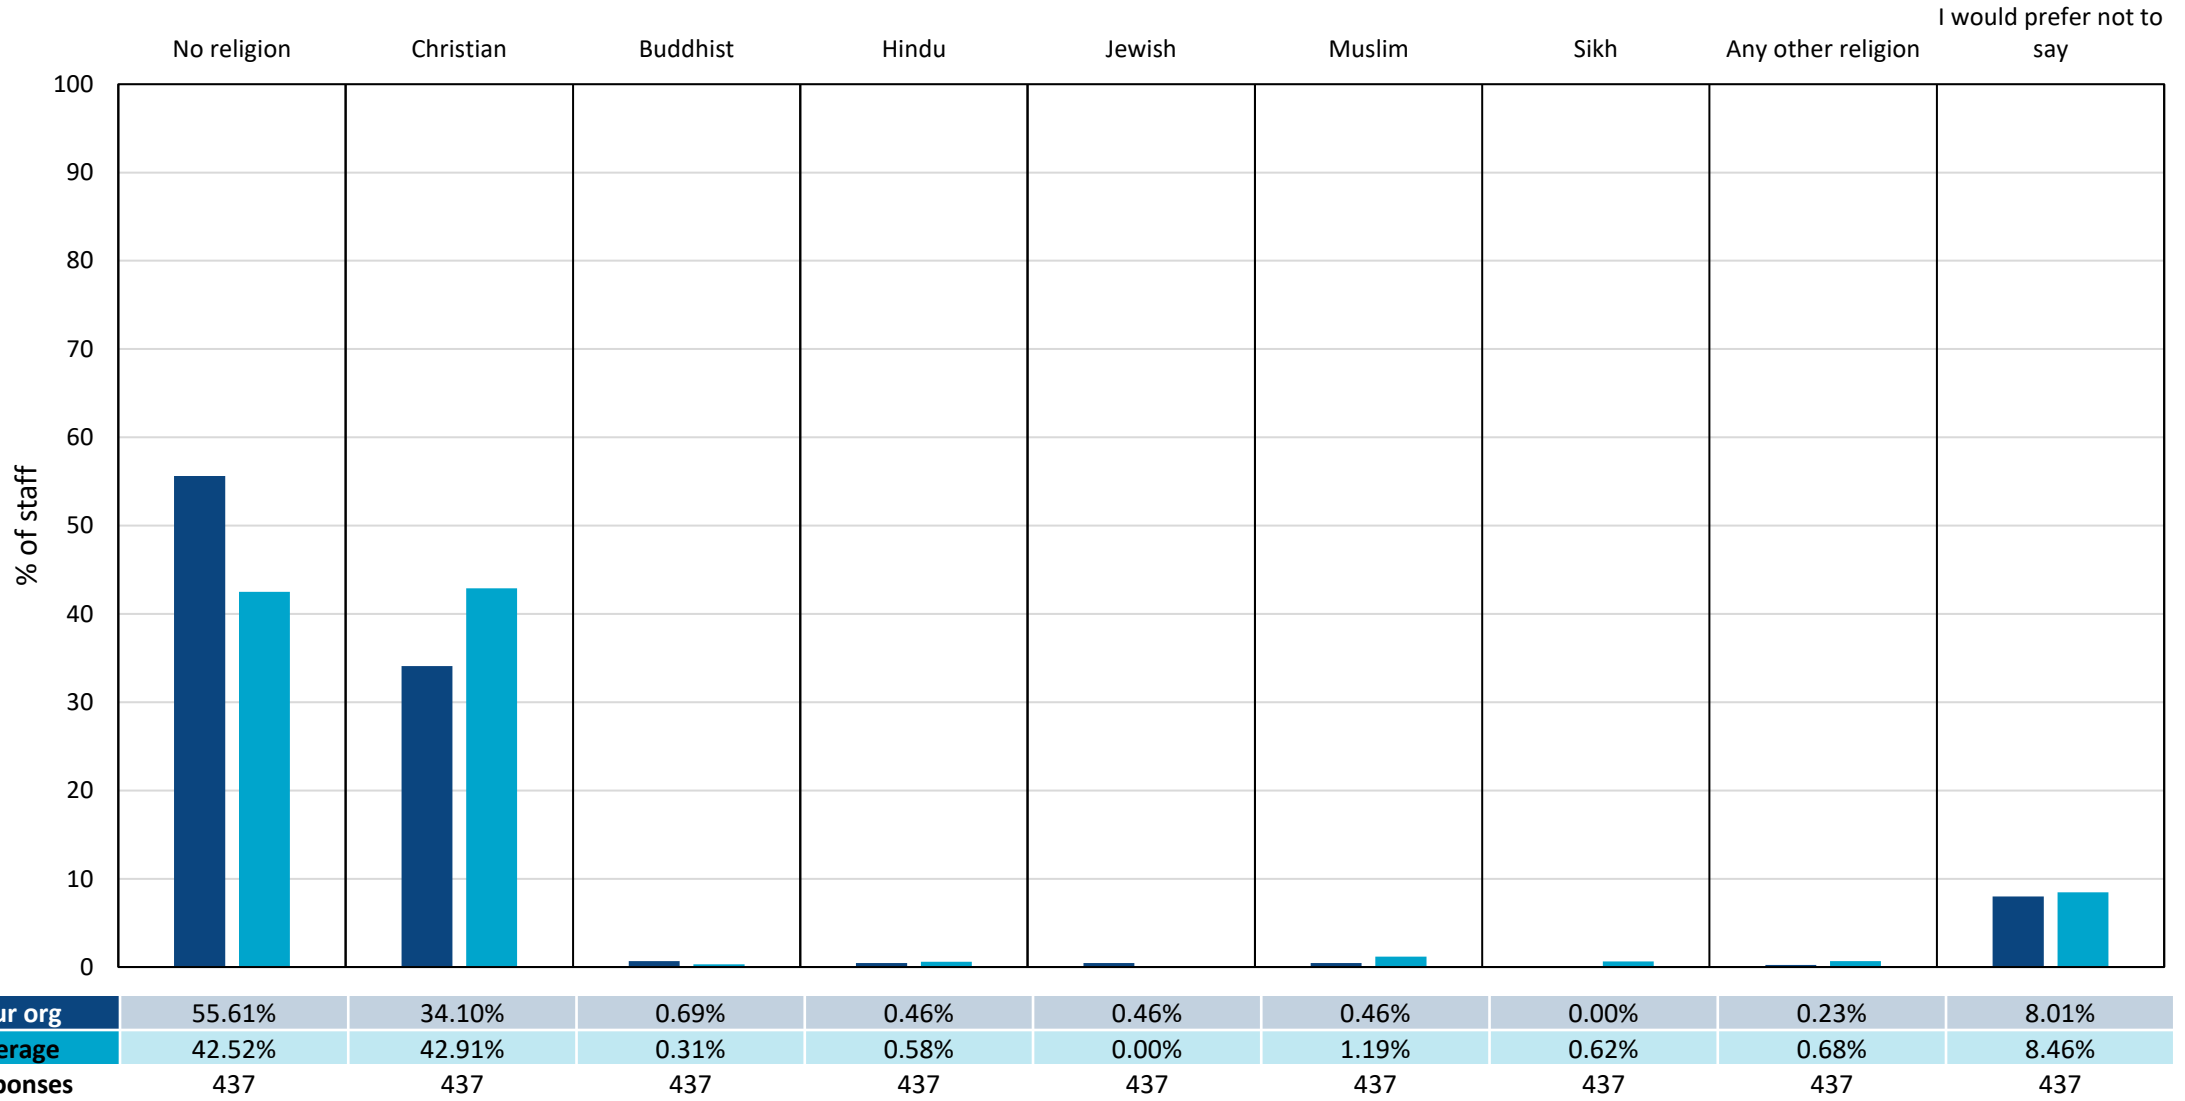 I would prefer not to
No religion Christian Buddhist Hindu Jewish Muslim Sikh Any other religion say
100
90
80
70
60
50
40
30
20
10
0
% of staff
ur org 55.61% 34.10% 0.69% 0.46% 0.46% 0.46% 0.00% 0.23% 8.01%
erage 42.52% 42.91% 0.31% 0.58% 0.00% 1.19% 0.62% 0.68% 8.46%
ponses 437 437 437 437 437 437 437 437 437